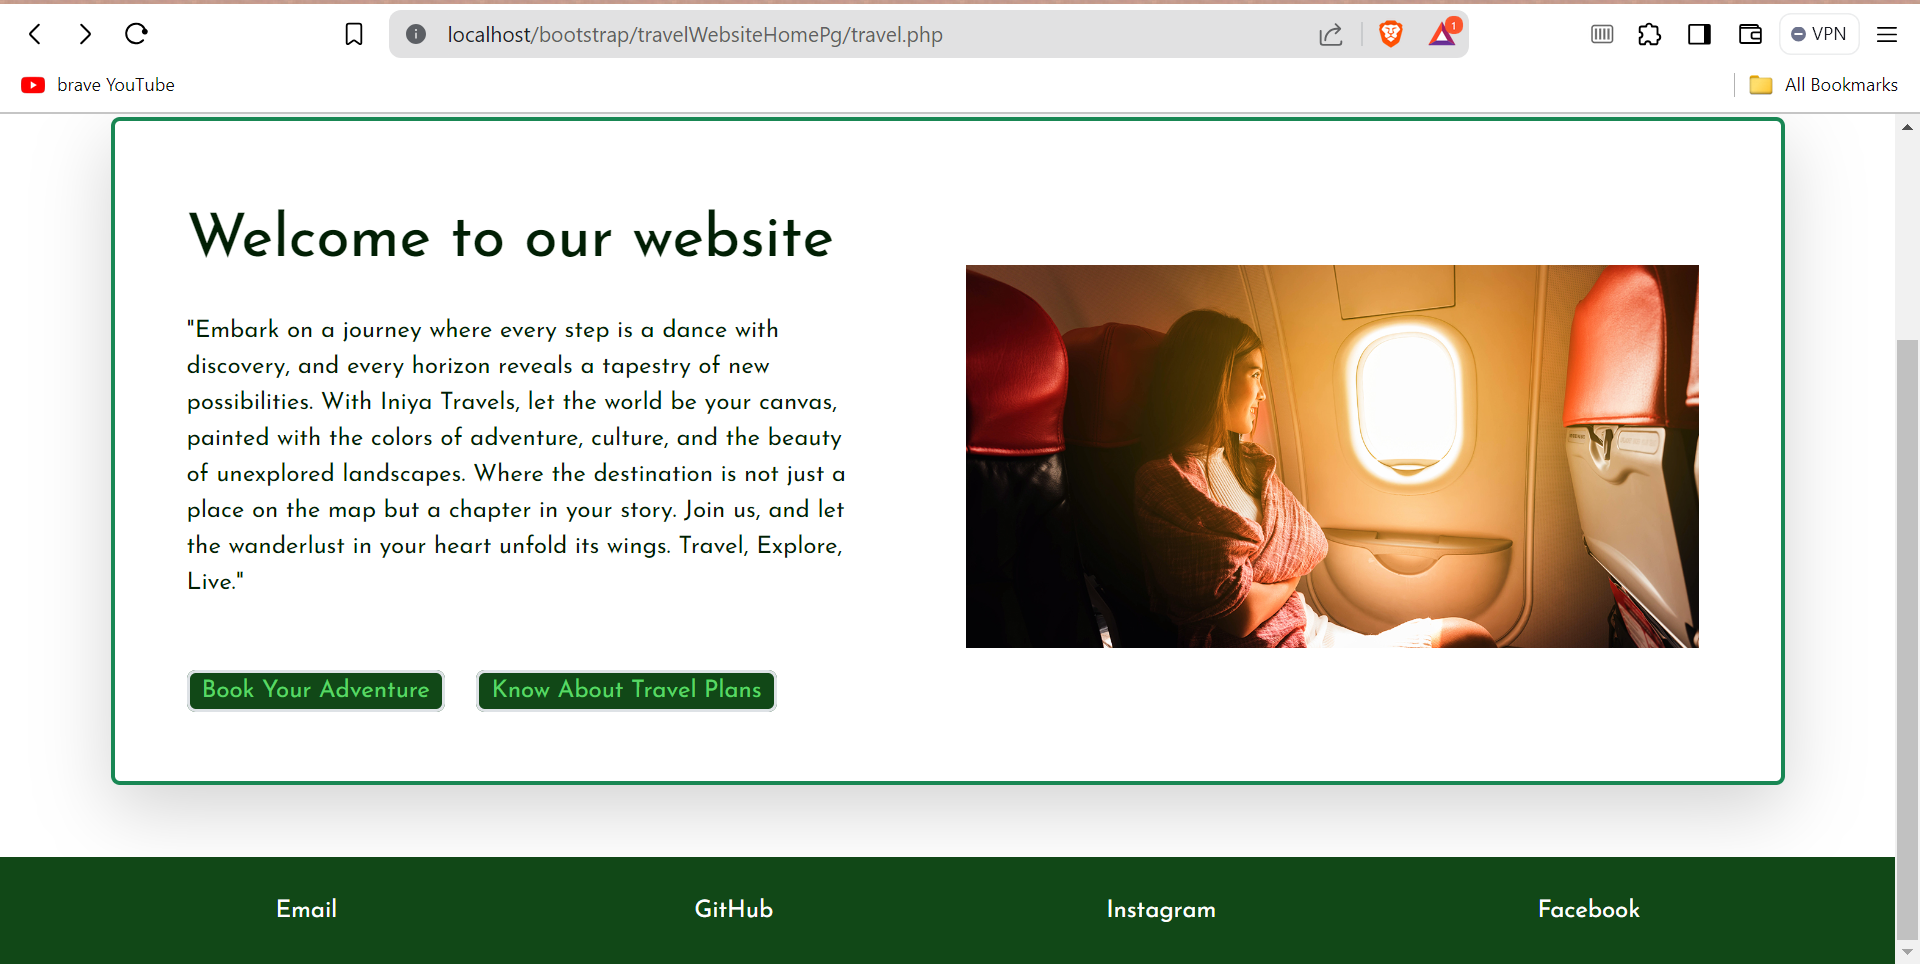 localhost/bootstrap/travelWebsiteHomePg/travel.php
1
VPN
brave YouTube
All Bookmarks
Welcome to our website
"Embark on a journey where every step is a dance with
discovery, and every horizon reveals a tapestry of new
possibilities. With Iniya Travels, let the world be your canvas,
painted with the colors of adventure, culture, and the beauty
of unexplored landscapes. Where the destination is not just a
place on the map but a chapter in your story. Join us, and let
the wanderlust in your heart unfold its wings. Travel, Explore,
Live."
Book Your Adventure
Know About Travel Plans
Email
GitHub
Instagram
Facebook